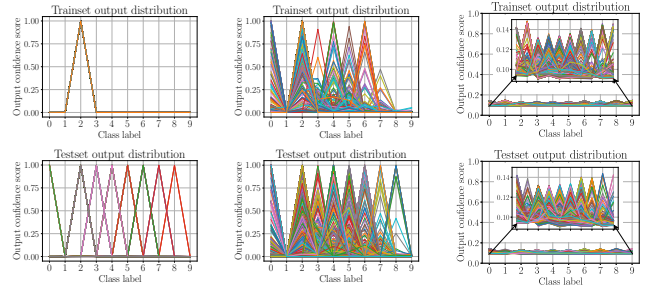 Trainset output distribution
Output confidence score
1.00
0.75
0.50
0.25
0.00
0 1 2 3 4 5 6 7 8 9
Class label
Trainset output distribution
Output confidence score
1.00
0.75
0.50
0.25
0.00
0 1 2 3 4 5 6 7 8 9
Class label
Trainset output distribution
Output confidence score
1.0
0.8
0.6
0.4
0.2
0.0
0.14
0.12
0.10
0 1 2 3 4 5 6 7 8 9
Class label
Testset output distribution
Output confidence score
1.00
0.75
0.50
0.25
0.00
0 1 2 3 4 5 6 7 8 9
Class label
Testset output distribution
Output confidence score
1.00
0.75
0.50
0.25
0.00
0 1 2 3 4 5 6 7 8 9
Class label
Testset output distribution
Output confidence score
1.0
0.8
0.6
0.4
0.2
0.0
0.14
0.12
0.10
0 1 2 3 4 5 6 7 8 9
Class label